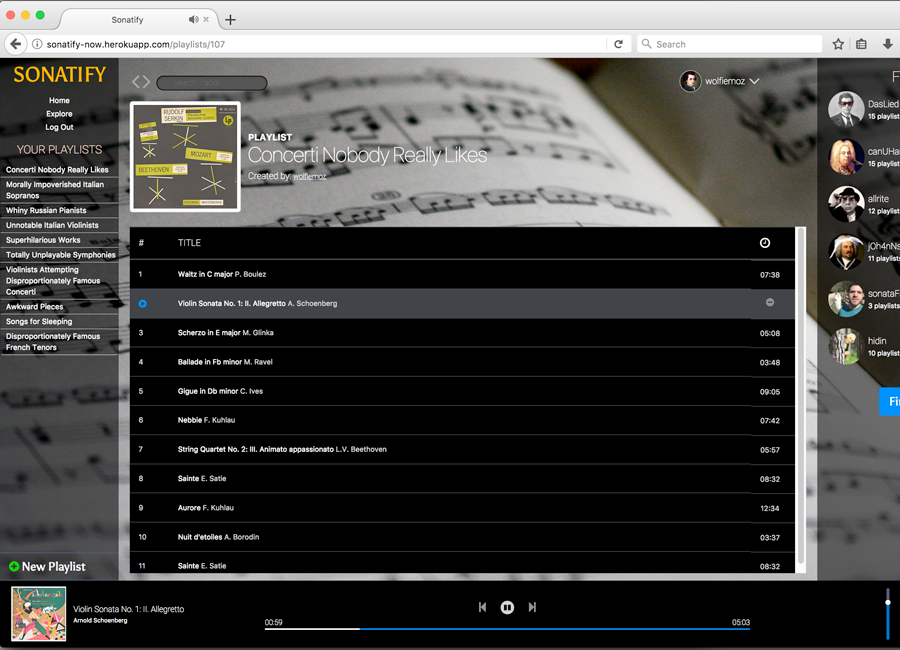 Sonatify
sonatify-now.herokuapp.com/playlists/107
Search
SONATIFY
Home
Explore
Log Out
YOUR PLAYLISTS
Concerti Nobody Really Likes
Morally Impoverished Italian
Sopranos
Whiny Russian Pianists
Unnotable Italian Violinists
Superhilarious Works
Totally Unplayable Symphonies
Violinists Attempting
Disproportionately Famous
Concerti
Awkward Pieces
Songs for Sleeping
Disproportionately Famous
French Tenors
New Playlist
wolfiemoz
RUDOLF
SERKIN
MOZART
BEETHOVEN
Lp
PLAYLIST
Concerti Nobody Really Likes
Created by: wolfiemoz
# TITLE
1 Waltz in C major P. Boulez 07:38
Violin Sonata No. 1: II. Allegretto A. Schoenberg
3 Scherzo in E major M. Glinka 05:08
4 Ballade in Fb minor M. Ravel 03:48
5 Gigue in Db minor C. Ives 09:05
6 Nebbie F. Kuhlau 07:42
7 String Quartet No. 2: III. Animato appassionato L.V. Beethoven 05:57
8 Sainte E. Satie 08:32
9 Aurore F. Kuhlau 12:34
10 Nuit d'etoiles A. Borodin 03:37
11 Sainte E. Satie 08:32
F
DasLied
15 playlist
canUHa
15 playlist
allrite
12 playlist
jOh4nNs
11 playlist
sonataF
3 playlis
hidin
10 playlist
Fi
Violin Sonata No. 1: II. Allegretto
Arnold Schoenberg
00:59
05:03